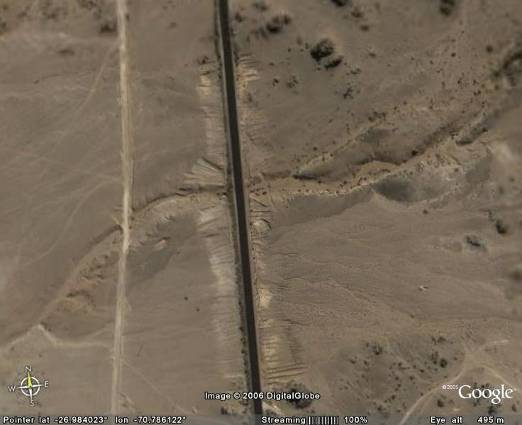 N
W E
S
©2005 Google
Image © 2006 DigitalGlobe
Pointer lat -26.984023° lon -70.786122° Streaming |||||||||| 100% Eye alt 495 m